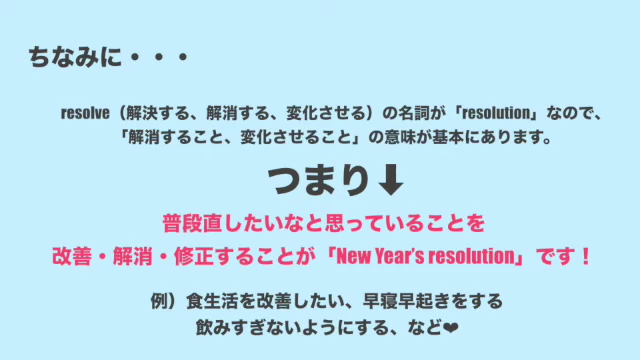 ちなみに・・・
resolve（解決する、解消する、変化させる）の名詞が「resolution」なので、
「解消すること、変化させること」の意味が基本にあります。
つまり⬇
普段直したいなと思っていることを
改善・解消・修正することが「New Year's resolution」です！
例）食生活を改善したい、早寝早起きをする
飲みすぎないようにする、など❤